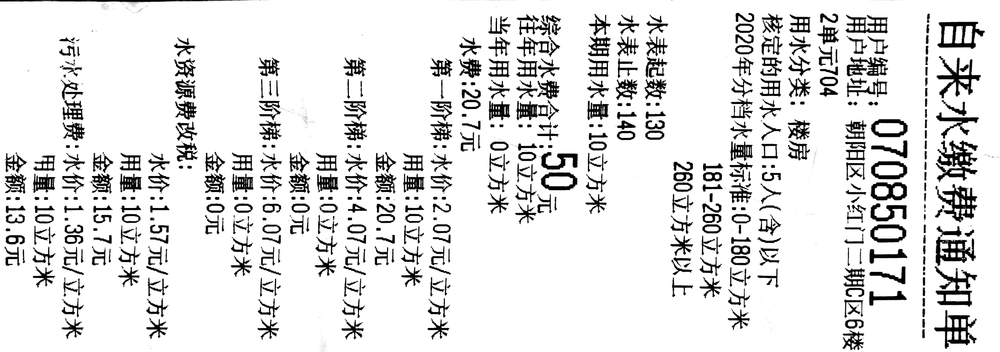 自来水缴费通知单
用户编号: 070850171
用户地址: 朝阳区小红门二期C区6楼
2单元704
用水分类: 楼房
核定的用水人口:5人(含)以下
2020年分档水量标准:0-180立方米
181-260立方米
260立方米以上
水表起数:130
水表止数:140
本期用水量:10立方米
综合水费合计:50元
往年用水量: 10立方米
当年用水量: 0立方米
水费:20.7元
第一阶梯:水价:2.07元/立方米
用量:10立方米
金额:20.7元
第二阶梯:水价:4.07元/立方米
用量:0立方米
金额:0元
第三阶梯:水价:6.07元/立方米
用量:0立方米
金额:0元
水资源费改税:
水价:1.57元/立方米
用量:10立方米
金额:15.7元
污水处理费:水价:1.36元/立方米
用量:10立方米
金额:13.6元